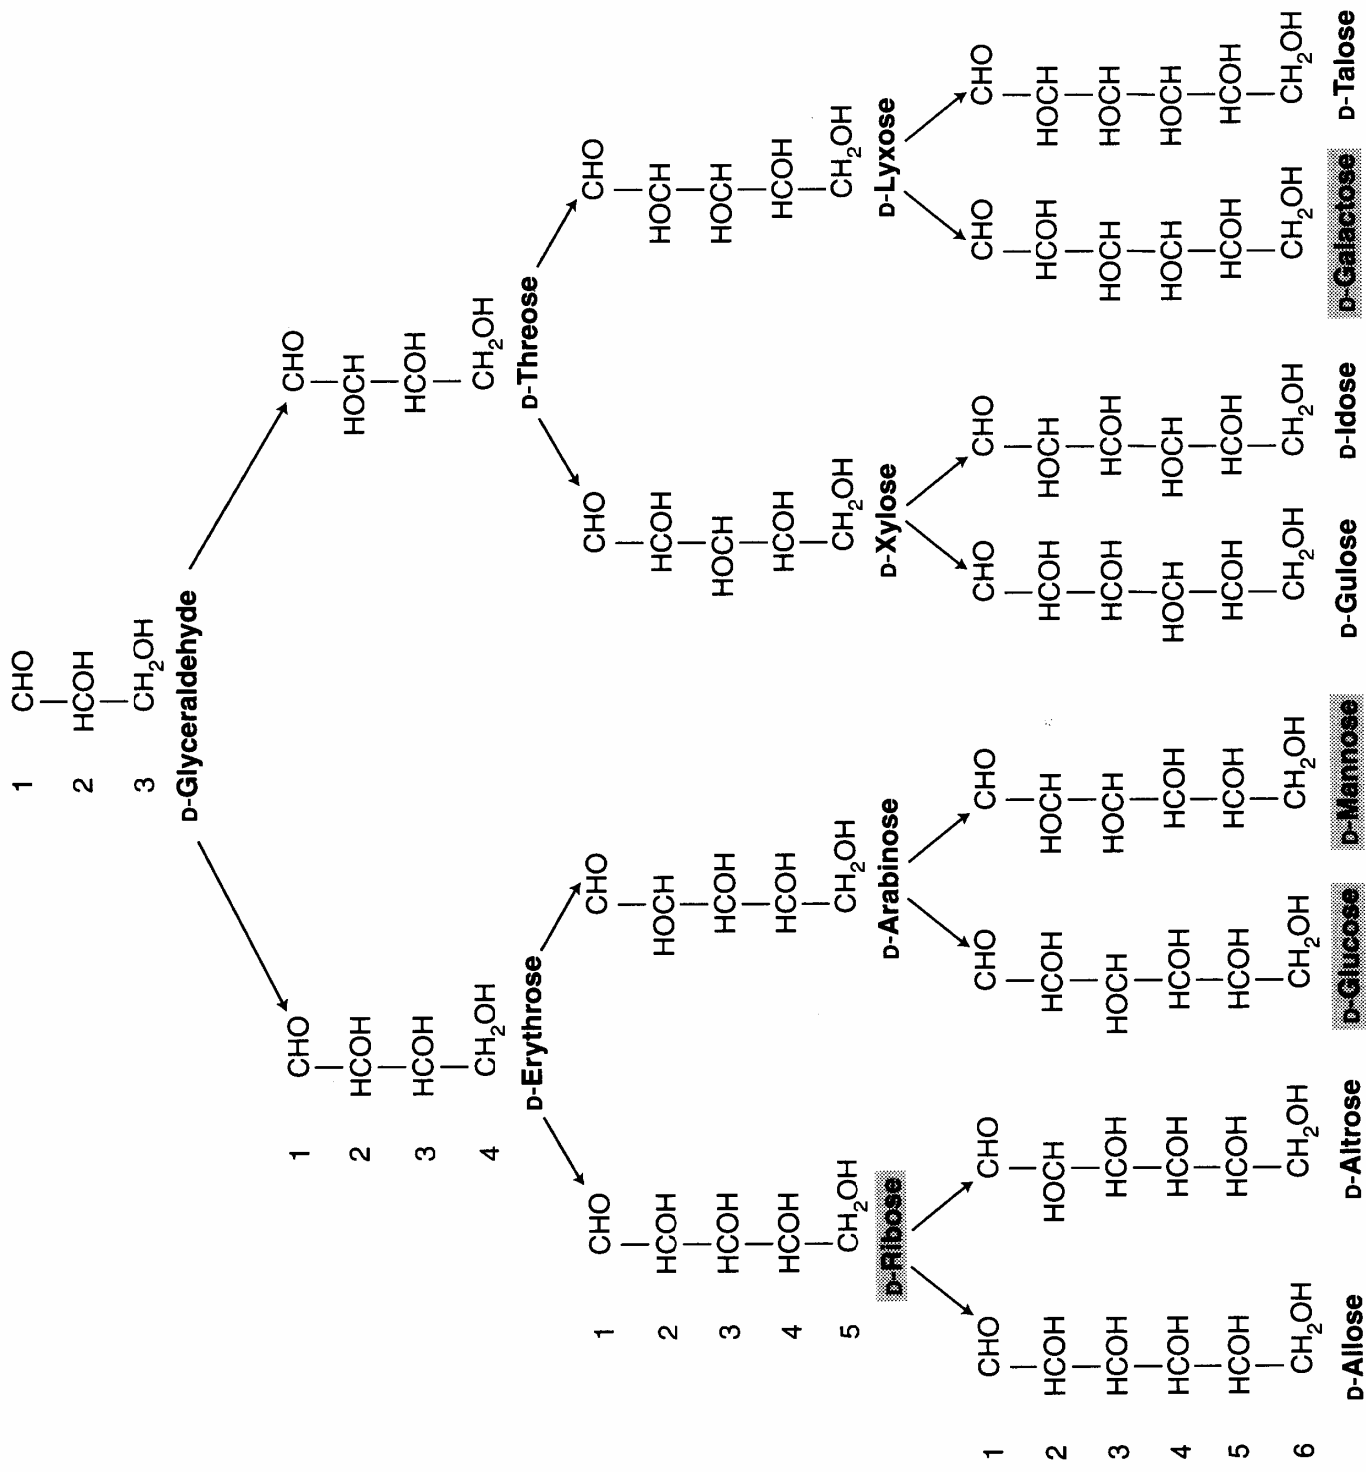 1 CHO
2 HCOH
3 CH₂OH
D-Glyceraldehyde
1 CHO CHO
2 HCOH HOCH
3 HCOH HCOH
4 CH₂OH CH₂OH
D-Erythrose D-Threose
1 CHO CHO CHO CHO
2 HCOH HOCH HCOH HOCH
3 HCOH HCOH HOCH HOCH
4 HCOH HCOH HCOH HCOH
5 CH₂OH CH₂OH CH₂OH CH₂OH
D-Ribose D-Arabinose D-Xylose D-Lyxose
1 CHO CHO CHO CHO CHO CHO CHO CHO
2 HCOH HOCH HCOH HOCH HCOH HOCH HCOH HOCH
3 HCOH HCOH HOCH HOCH HCOH HCOH HOCH HOCH
4 HCOH HCOH HCOH HCOH HOCH HOCH HOCH HOCH
5 HCOH HCOH HCOH HCOH HCOH HCOH HCOH HCOH
6 CH₂OH CH₂OH CH₂OH CH₂OH CH₂OH CH₂OH CH₂OH CH₂OH
D-Allose D-Altrose D-Glucose D-Mannose D-Gulose D-Idose D-Galactose D-Talose